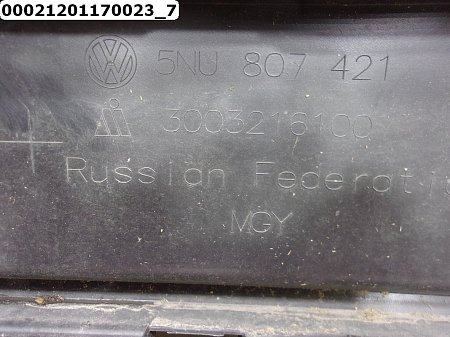 00021201170023_7
5NU 807 421
3003216100
Russian Federati
MGY